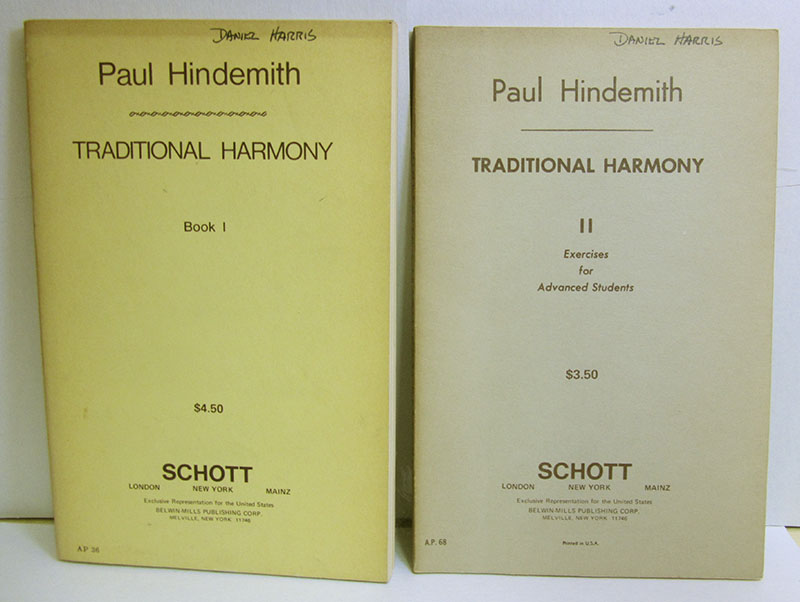 DANIEL HARRIS
Paul Hindemith
TRADITIONAL HARMONY
Book I
$4.50
SCHOTT
LONDON NEW YORK MAINZ
Exclusive Representation for the United States
BELWIN-MILLS PUBLISHING CORP.
MELVILLE, NEW YORK 11746
AP 36
DANIEL HARRIS
Paul Hindemith
TRADITIONAL HARMONY
II
Exercises
for
Advanced Students
$3.50
SCHOTT
LONDON NEW YORK MAINZ
Exclusive Representation for the United States
BELWIN-MILLS PUBLISHING CORP.
MELVILLE, NEW YORK 11746
A.P. 68 Printed in U.S.A.